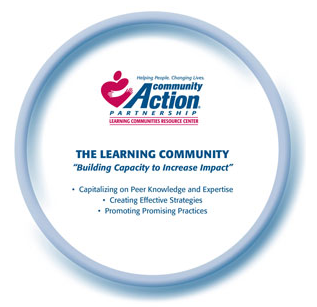 Helping People. Changing Lives.
community
Action®
PARTNERSHIP
LEARNING COMMUNITIES RESOURCE CENTER
THE LEARNING COMMUNITY
"Building Capacity to Increase Impact"
• Capitalizing on Peer Knowledge and Expertise
• Creating Effective Strategies
• Promoting Promising Practices